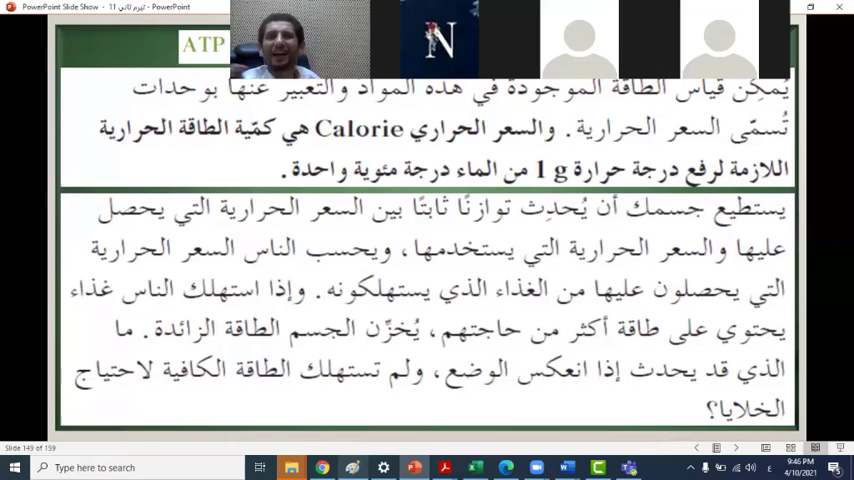 PowerPoint Slide Show - [تيرم ثاني 11 - PowerPoint
ATP
N
يُمكِن قياس الطاقة الموجودة في هذه المواد والتعبير عنها بوحدات
تُسمّى السعر الحرارية. والسعر الحراري Calorie هي كمّية الطاقة الحرارية
اللازمة لرفع درجة حرارة 1 g من الماء درجة مئوية واحدة.
يستطيع جسمك أن يُحدِث توازنًا ثابتًا بين السعر الحرارية التي يحصل
عليها والسعر الحرارية التي يستخدمها، ويحسب الناس السعر الحرارية
التي يحصلون عليها من الغذاء الذي يستهلكونه. وإذا استهلك الناس غذاء
يحتوي على طاقة أكثر من حاجتهم، يُخزِّن الجسم الطاقة الزائدة. ما
الذي قد يحدث إذا انعكس الوضع، ولم تستهلك الطاقة الكافية لاحتياج
الخلايا؟
Slide 149 of 159
Type here to search
ع
9:46 PM
4/10/2021